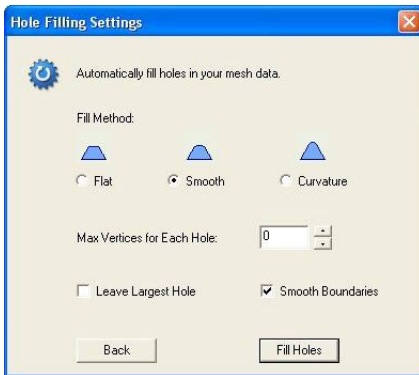 Hole Filling Settings
Automatically fill holes in your mesh data.
Fill Method:
Flat Smooth Curvature
Max Vertices for Each Hole: 0
Leave Largest Hole Smooth Boundaries
Back Fill Holes